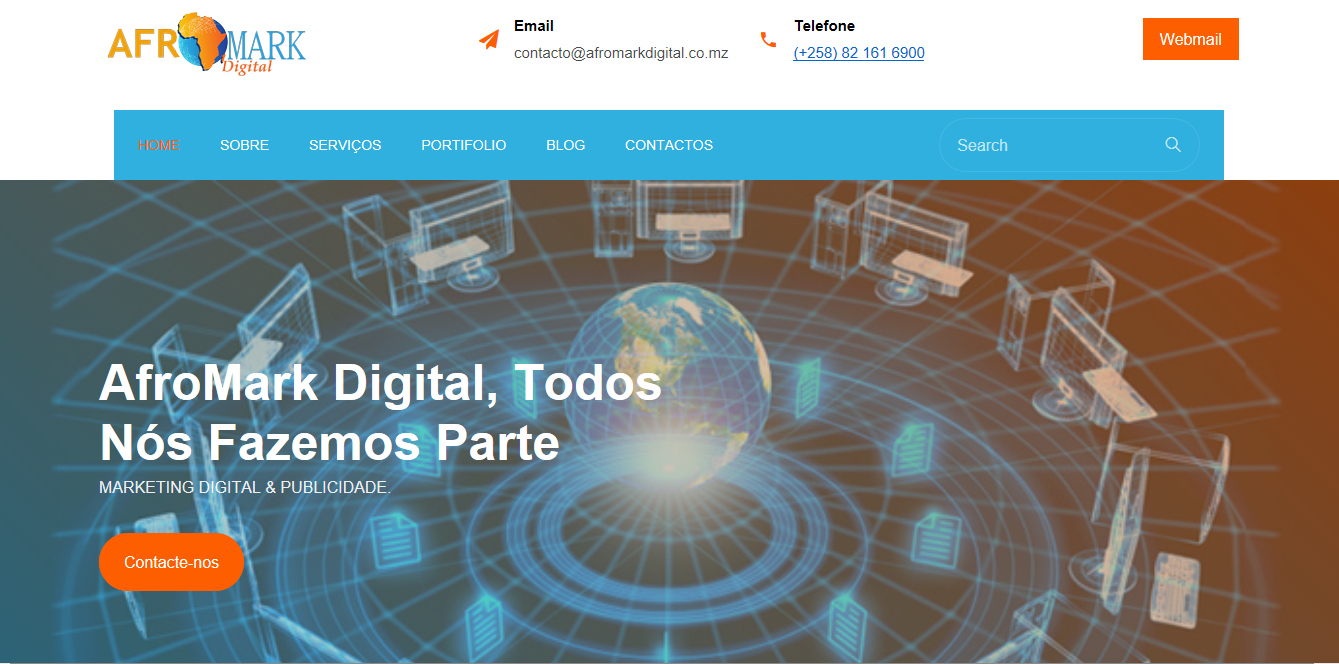 AFROMARK
Digital
Email
contacto@afromarkdigital.co.mz
Telefone
(+258) 82 161 6900
Webmail
HOME SOBRE SERVIÇOS PORTIFOLIO BLOG CONTACTOS Search
AfroMark Digital, Todos
Nós Fazemos Parte
MARKETING DIGITAL & PUBLICIDADE.
Contacte-nos